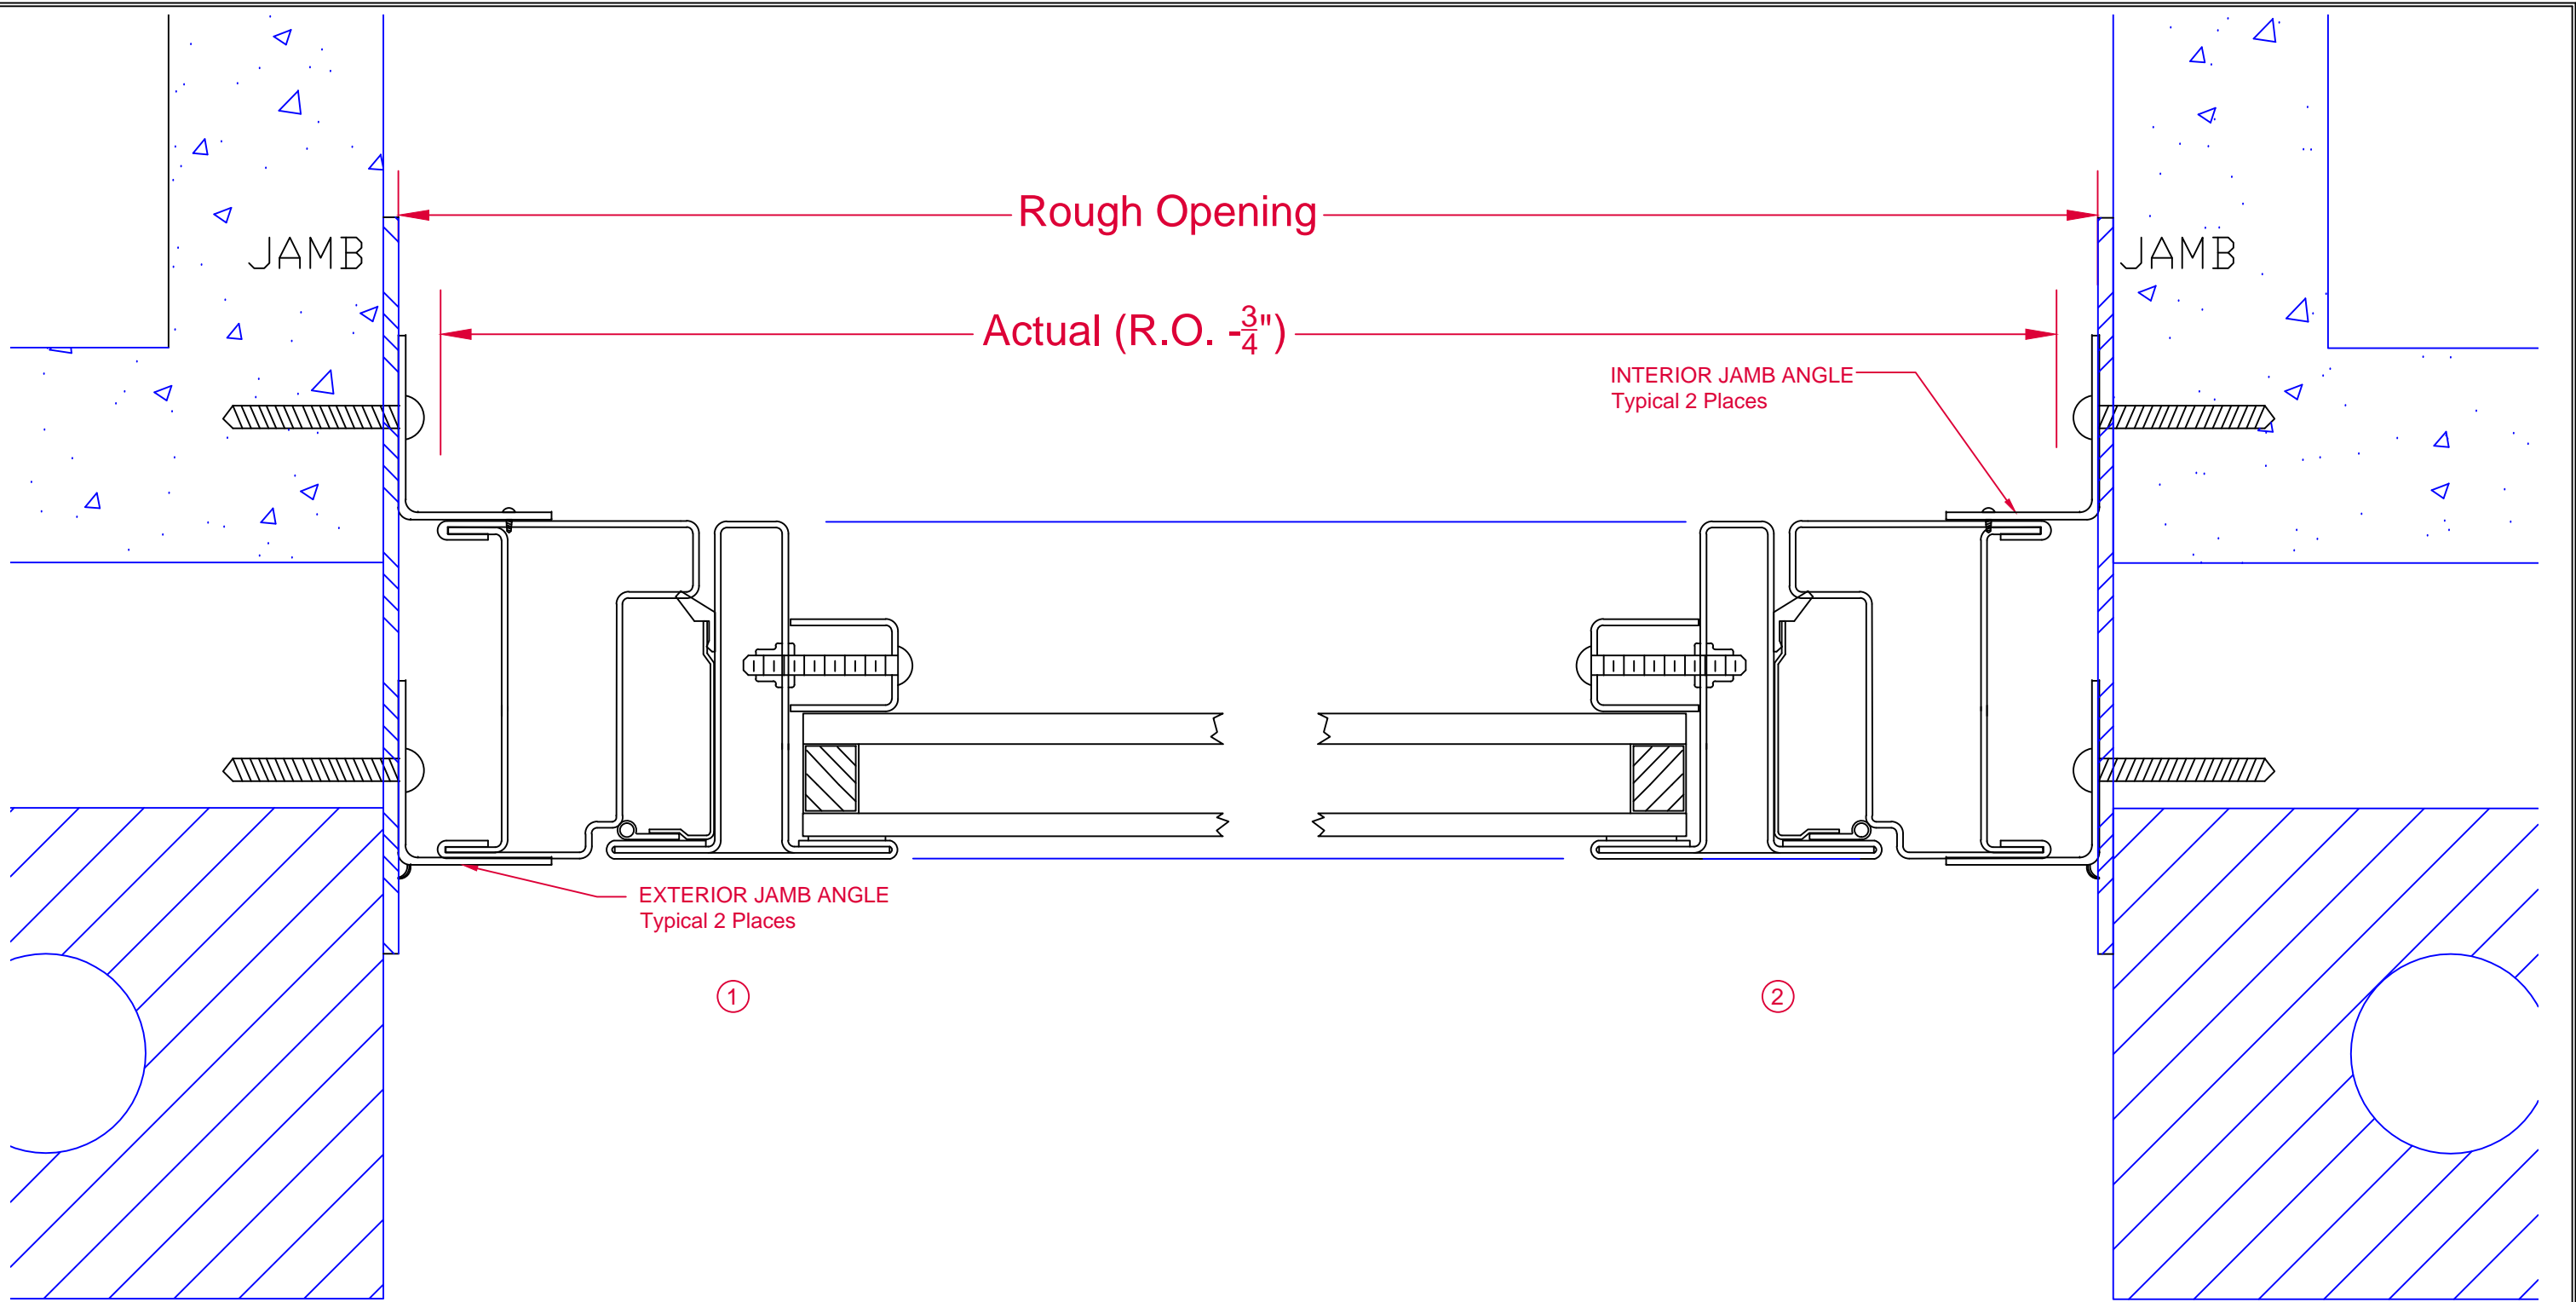 Rough Opening
JAMB
JAMB
Actual (R.O. -3/4")
INTERIOR JAMB ANGLE
Typical 2 Places
EXTERIOR JAMB ANGLE
Typical 2 Places
1
2